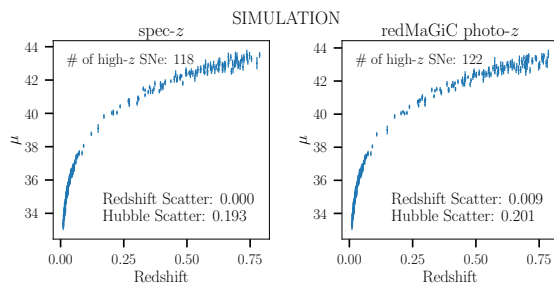 SIMULATION
spec-z
# of high-z SNe: 118
μ
44
42
40
38
36
34
Redshift Scatter: 0.000
Hubble Scatter: 0.193
0.00 0.25 0.50 0.75
Redshift
redMaGiC photo-z
# of high-z SNe: 122
μ
44
42
40
38
36
34
Redshift Scatter: 0.009
Hubble Scatter: 0.201
0.00 0.25 0.50 0.75
Redshift